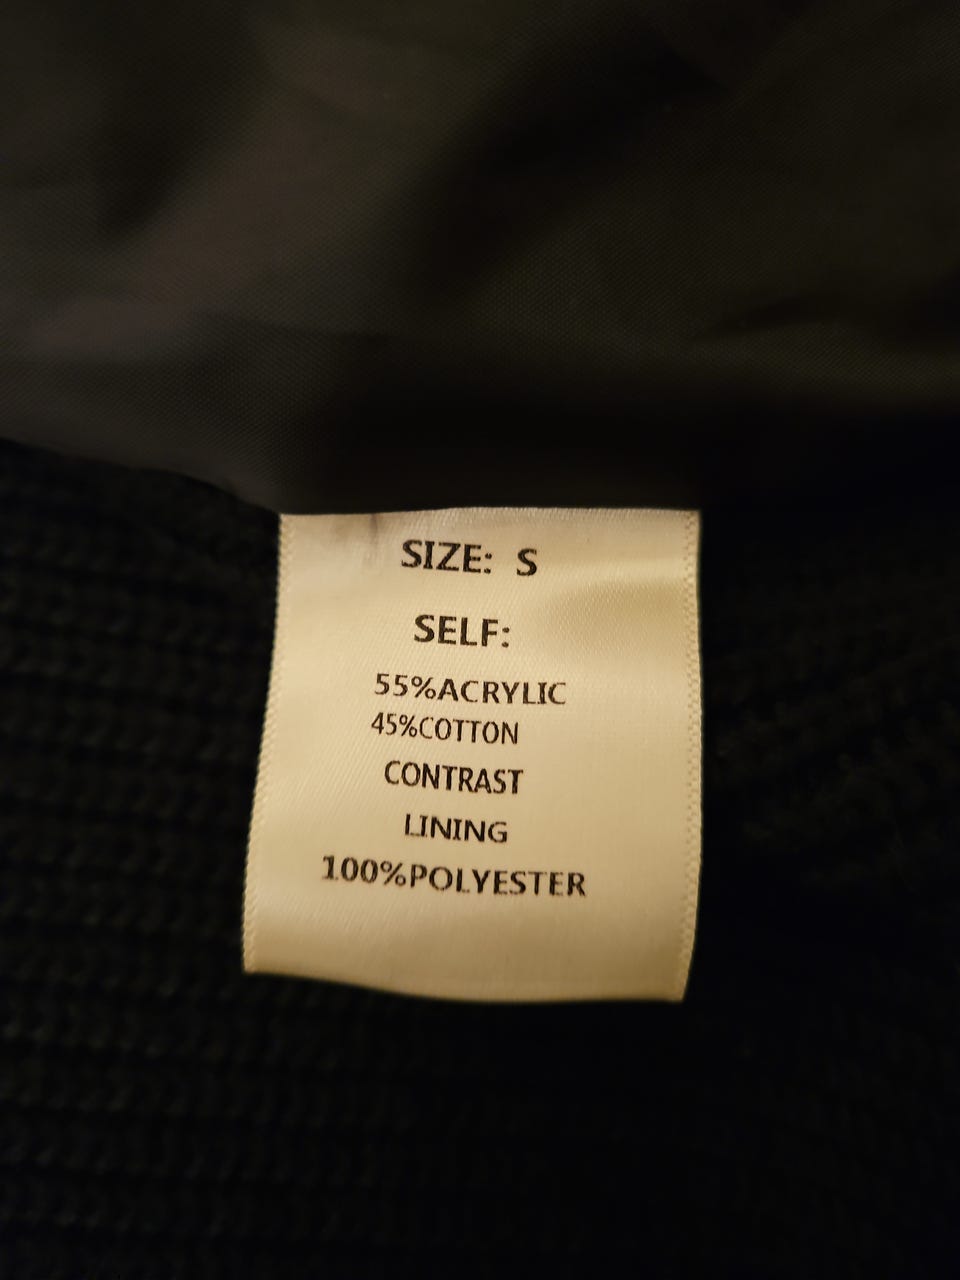 SIZE: S
SELF:
55%ACRYLIC
45%COTTON
CONTRAST
LINING
100%POLYESTER